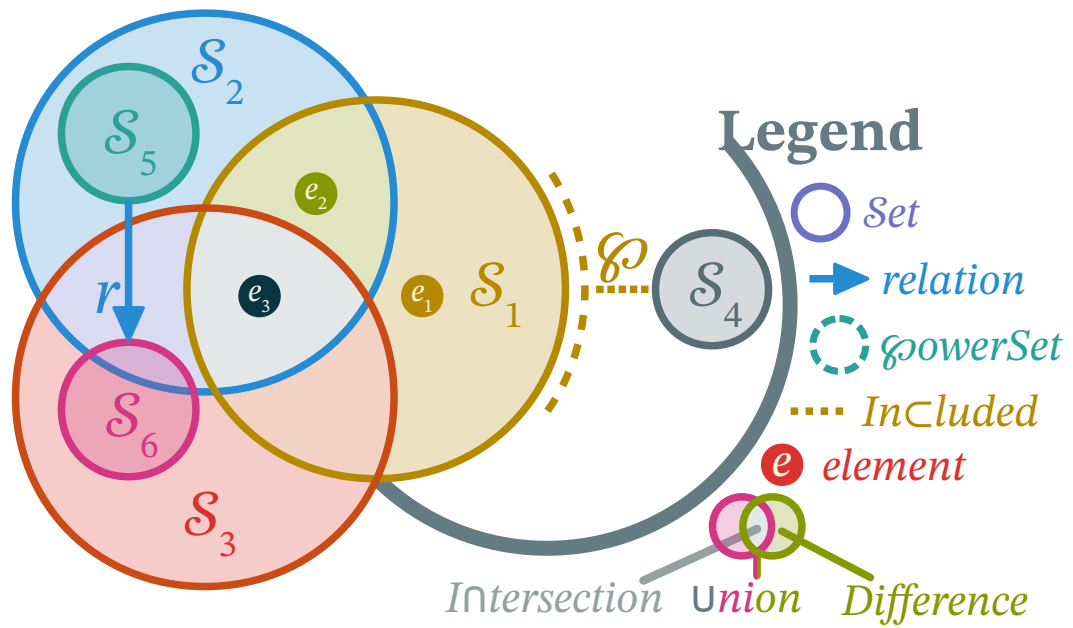 𝒮₂
𝒮₅
Legend
𝒮et
e₂
relation
r
e₃
e₁
𝒮₁
℘
𝒮₄
℘owerSet
In⊂luded
𝒮₆
e element
𝒮₃
I∩tersection ∪nion Difference